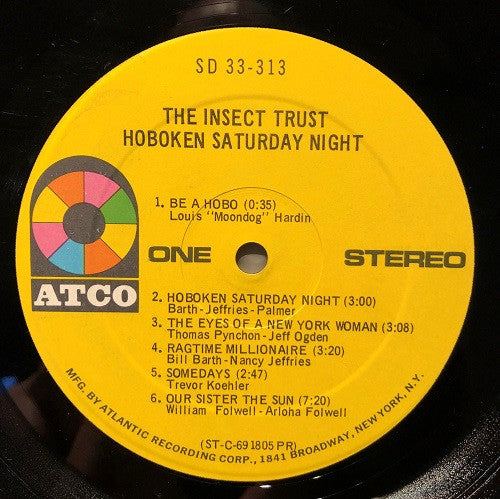 SD 33-313
THE INSECT TRUST
HOBOKEN SATURDAY NIGHT
1. BE A HOBO (0:35)
Louis "Moondog" Hardin
ATCO
ONE
STEREO
2. HOBOKEN SATURDAY NIGHT (3:00)
Barth-Jeffries-Palmer
3. THE EYES OF A NEW YORK WOMAN (3:08)
Thomas Pynchon-Jeff Ogden
4. RAGTIME MILLIONAIRE (3:20)
Bill Barth-Nancy Jeffries
5. SOMEDAYS (2:47)
Trevor Koehler
6. OUR SISTER THE SUN (7:20)
William Folwell-Arloha Folwell
(ST-C-691805 PR)
MFG. BY ATLANTIC RECORDING CORP., 1841 BROADWAY, NEW YORK, N.Y.